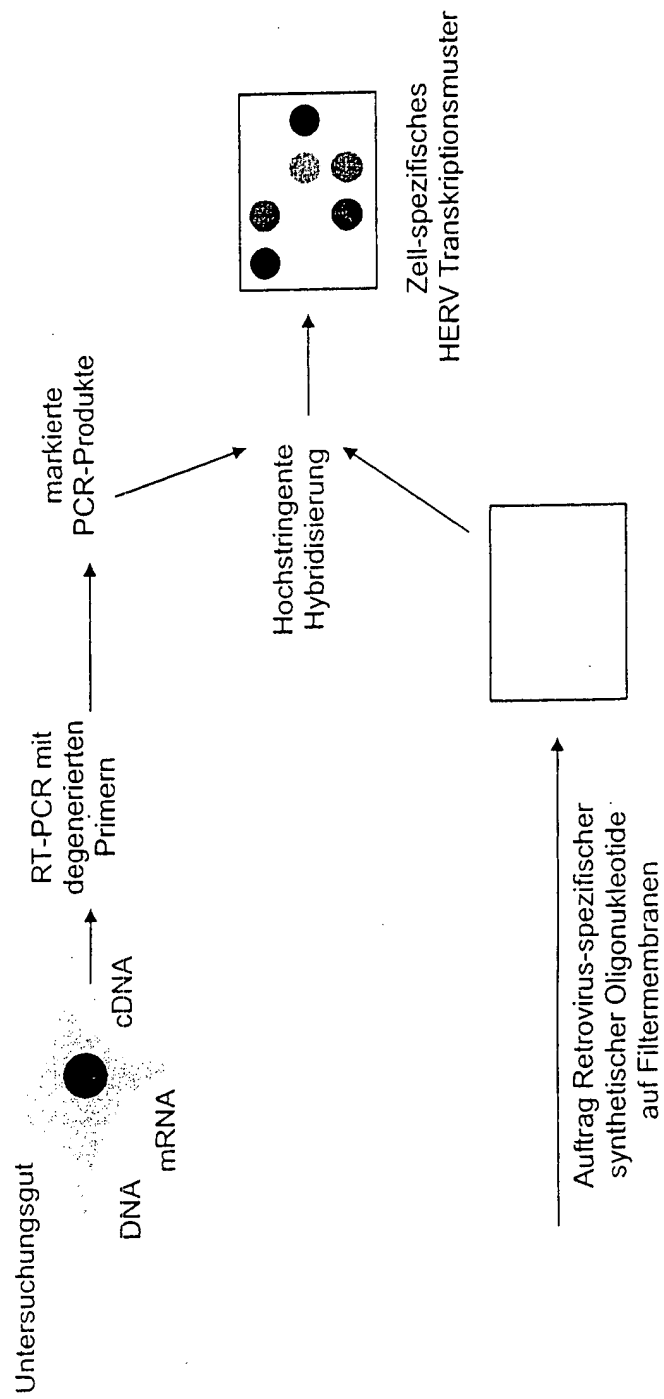 Untersuchungsgut
DNA
mRNA
cDNA
RT-PCR mit
degenerierten
Primern
markierte
PCR-Produkte
Hochstringente
Hybridisierung
Zell-spezifisches
HERV Transkriptionsmuster
Auftrag Retrovirus-spezifischer
synthetischer Oligonukleotide
auf Filtermembranen